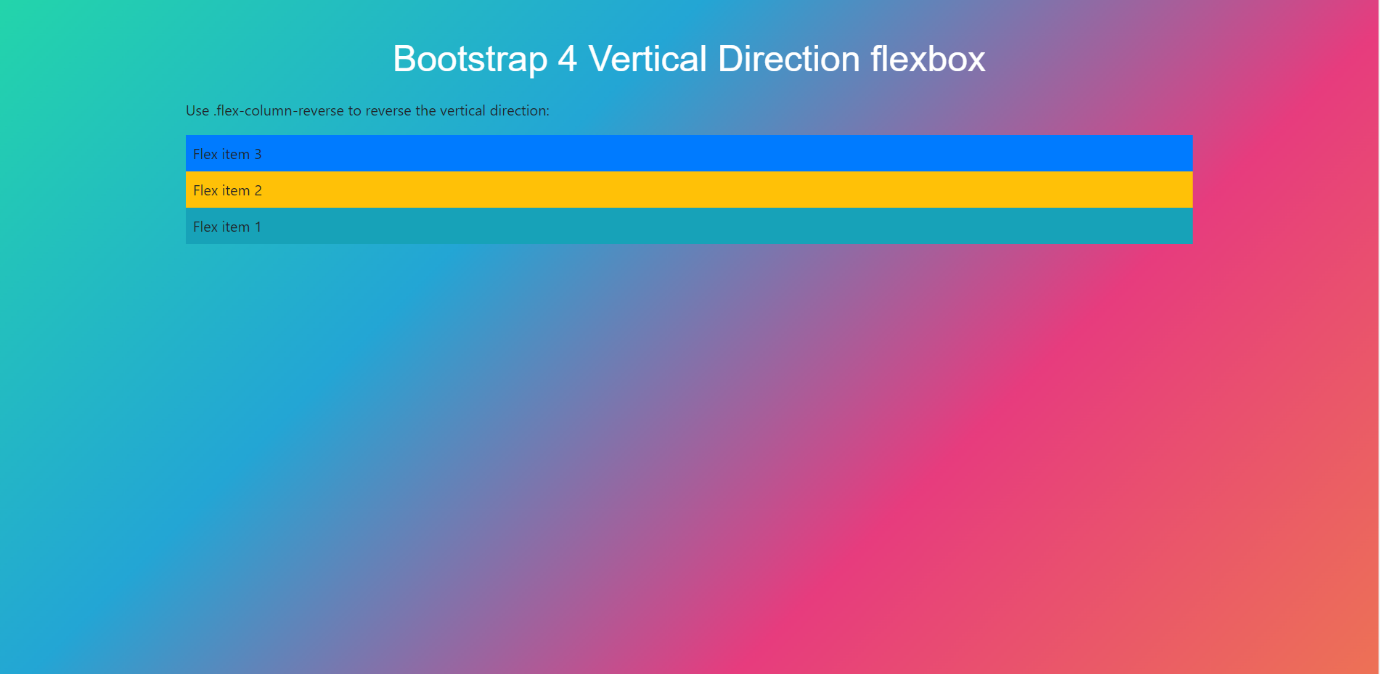 Bootstrap 4 Vertical Direction flexbox
Use .flex-column-reverse to reverse the vertical direction:
Flex item 3
Flex item 2
Flex item 1